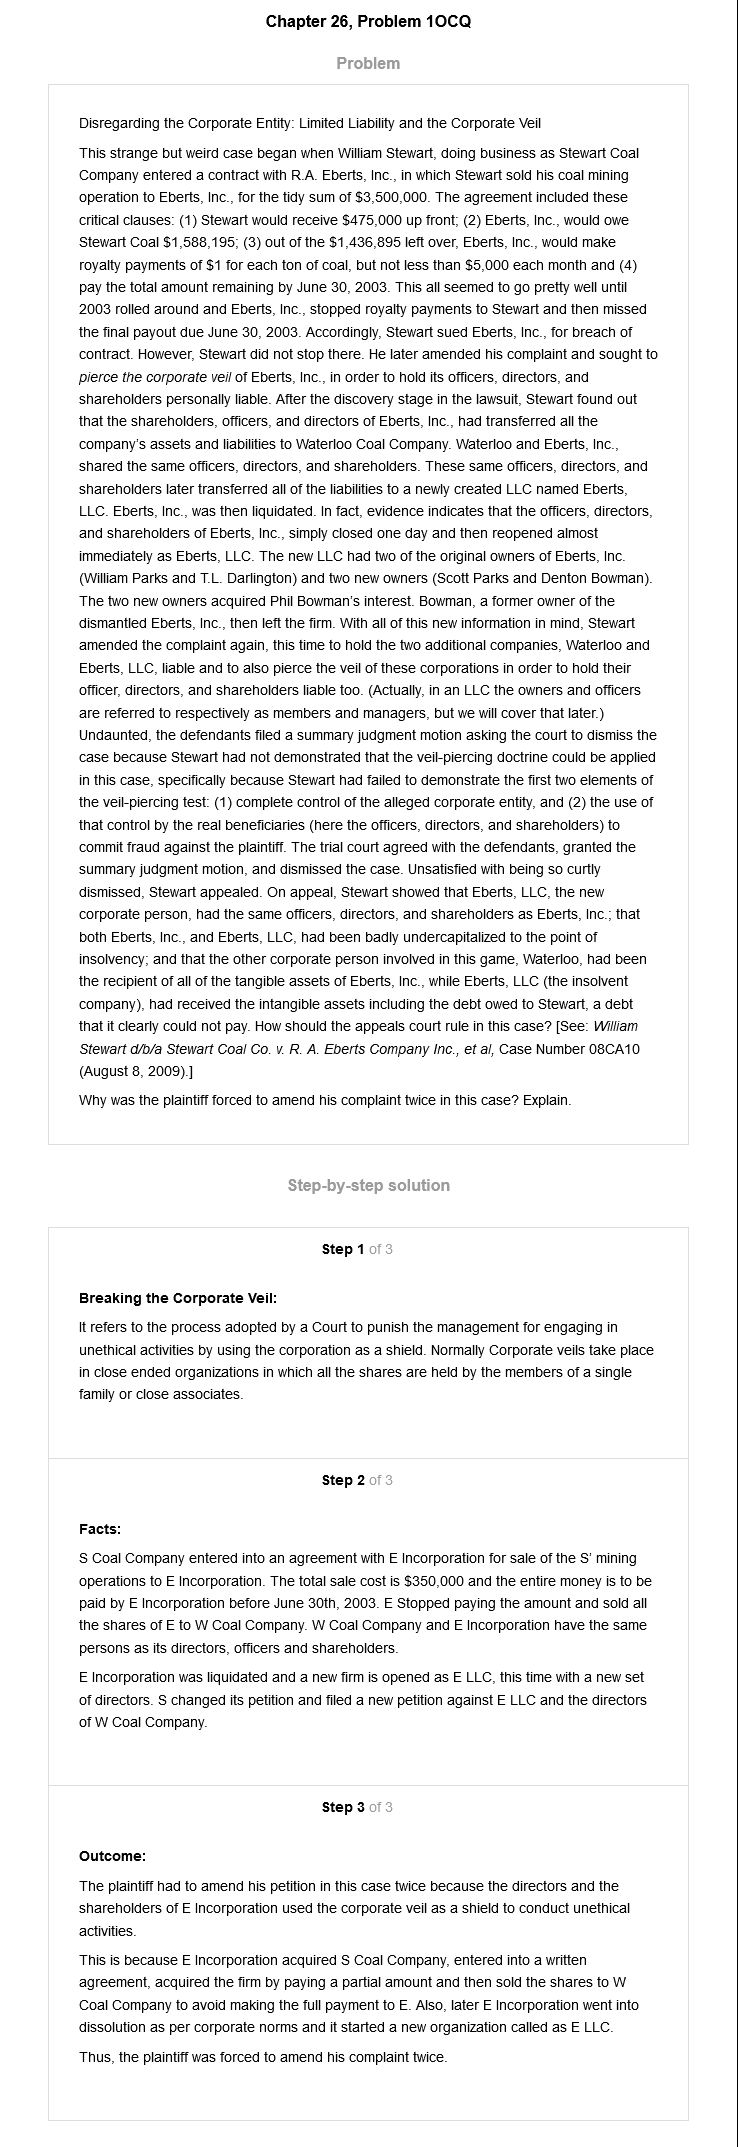 Chapter 26, Problem 1OCQ
Problem
Disregarding the Corporate Entity: Limited Liability and the Corporate Veil
This strange but weird case began when William Stewart, doing business as Stewart Coal
Company entered a contract with R.A. Eberts, Inc., in which Stewart sold his coal mining
operation to Eberts, Inc., for the tidy sum of $3,500,000. The agreement included these
critical clauses: (1) Stewart would receive $475,000 up front; (2) Eberts, Inc., would owe
Stewart Coal $1,588,195; (3) out of the $1,436,895 left over, Eberts, Inc., would make
royalty payments of $1 for each ton of coal, but not less than $5,000 each month and (4)
pay the total amount remaining by June 30, 2003. This all seemed to go pretty well until
2003 rolled around and Eberts, Inc., stopped royalty payments to Stewart and then missed
the final payout due June 30, 2003. Accordingly, Stewart sued Eberts, Inc., for breach of
contract. However, Stewart did not stop there. He later amended his complaint and sought to
pierce the corporate veil of Eberts, Inc., in order to hold its officers, directors, and
shareholders personally liable. After the discovery stage in the lawsuit, Stewart found out
that the shareholders, officers, and directors of Eberts, Inc., had transferred all the
company's assets and liabilities to Waterloo Coal Company. Waterloo and Eberts, Inc.,
shared the same officers, directors, and shareholders. These same officers, directors, and
shareholders later transferred all of the liabilities to a newly created LLC named Eberts,
LLC. Eberts, Inc., was then liquidated. In fact, evidence indicates that the officers, directors,
and shareholders of Eberts, Inc., simply closed one day and then reopened almost
immediately as Eberts, LLC. The new LLC had two of the original owners of Eberts, Inc.
(William Parks and T.L. Darlington) and two new owners (Scott Parks and Denton Bowman).
The two new owners acquired Phil Bowman's interest. Bowman, a former owner of the
dismantled Eberts, Inc., then left the firm. With all of this new information in mind, Stewart
amended the complaint again, this time to hold the two additional companies, Waterloo and
Eberts, LLC, liable and to also pierce the veil of these corporations in order to hold their
officer, directors, and shareholders liable too. (Actually, in an LLC the owners and officers
are referred to respectively as members and managers, but we will cover that later.)
Undaunted, the defendants filed a summary judgment motion asking the court to dismiss the
case because Stewart had not demonstrated that the veil-piercing doctrine could be applied
in this case, specifically because Stewart had failed to demonstrate the first two elements of
the veil-piercing test: (1) complete control of the alleged corporate entity, and (2) the use of
that control by the real beneficiaries (here the officers, directors, and shareholders) to
commit fraud against the plaintiff. The trial court agreed with the defendants, granted the
summary judgment motion, and dismissed the case. Unsatisfied with being so curtly
dismissed, Stewart appealed. On appeal, Stewart showed that Eberts, LLC, the new
corporate person, had the same officers, directors, and shareholders as Eberts, Inc.; that
both Eberts, Inc., and Eberts, LLC, had been badly undercapitalized to the point of
insolvency; and that the other corporate person involved in this game, Waterloo, had been
the recipient of all of the tangible assets of Eberts, Inc., while Eberts, LLC (the insolvent
company), had received the intangible assets including the debt owed to Stewart, a debt
that it clearly could not pay. How should the appeals court rule in this case? [See: William
Stewart d/b/a Stewart Coal Co. v. R. A. Eberts Company Inc., et al, Case Number 08CA10
(August 8, 2009).]
Why was the plaintiff forced to amend his complaint twice in this case? Explain.
Step-by-step solution
Step 1 of 3
Breaking the Corporate Veil:
It refers to the process adopted by a Court to punish the management for engaging in
unethical activities by using the corporation as a shield. Normally Corporate veils take place
in close ended organizations in which all the shares are held by the members of a single
family or close associates.
Step 2 of 3
Facts:
S Coal Company entered into an agreement with E Incorporation for sale of the S' mining
operations to E Incorporation. The total sale cost is $350,000 and the entire money is to be
paid by E Incorporation before June 30th, 2003. E Stopped paying the amount and sold all
the shares of E to W Coal Company. W Coal Company and E Incorporation have the same
persons as its directors, officers and shareholders.
E Incorporation was liquidated and a new firm is opened as E LLC, this time with a new set
of directors. S changed its petition and filed a new petition against E LLC and the directors
of W Coal Company.
Step 3 of 3
Outcome:
The plaintiff had to amend his petition in this case twice because the directors and the
shareholders of E Incorporation used the corporate veil as a shield to conduct unethical
activities.
This is because E Incorporation acquired S Coal Company, entered into a written
agreement, acquired the firm by paying a partial amount and then sold the shares to W
Coal Company to avoid making the full payment to E. Also, later E Incorporation went into
dissolution as per corporate norms and it started a new organization called as E LLC.
Thus, the plaintiff was forced to amend his complaint twice.